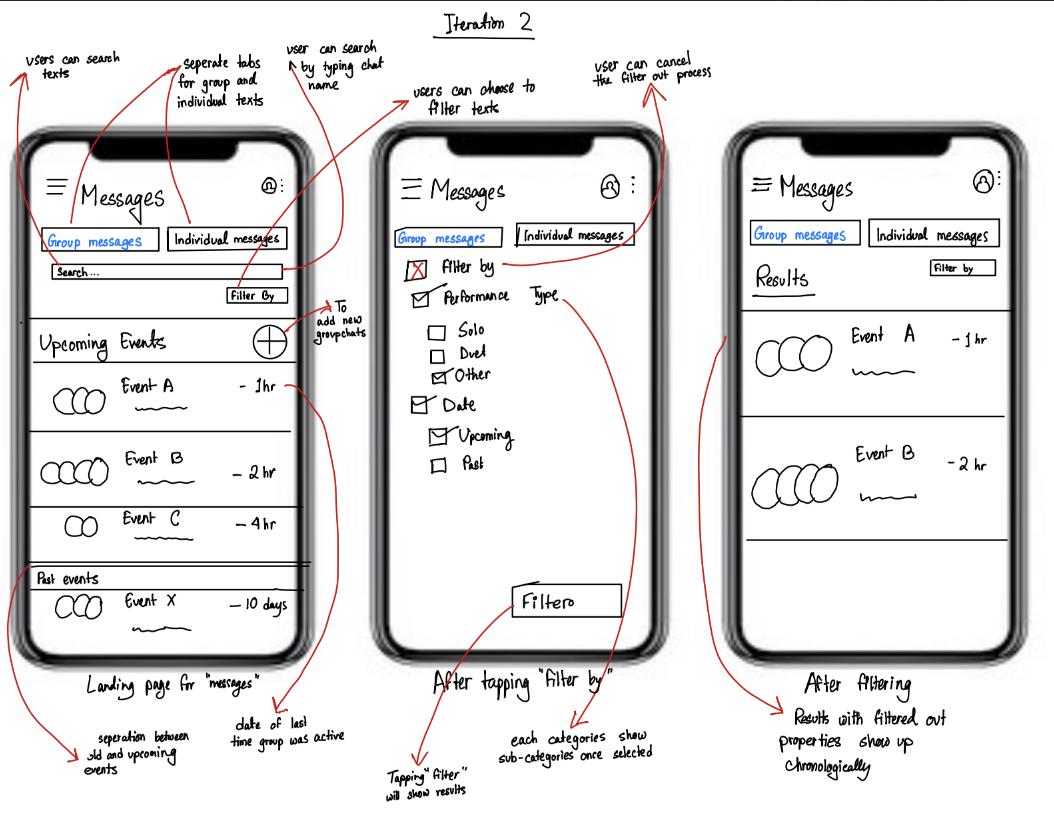 Iteration 2
users can search
texts
seperate tabs
for group and
individual texts
user can search
by typing chat
name
users can choose to
filter texts
user can cancel
the filter out process
Messages
Group messages
Individual messages
Search...
Filter By
To
add new
groupchats
Upcoming Events
Event A
- 1hr
Event B
- 2 hr
Event C
- 4hr
Past events
Event X
- 10 days
Landing page for "messages"
seperation between
old and upcoming
events
date of last
time group was active
Messages
Group messages
Individual messages
X Filter by
Performance Type
Solo
Duet
Other
Date
Upcoming
Past
Filtero
After tapping "filter by"
Tapping "filter"
will show results
each categories show
sub-categories once selected
Messages
Group messages
Individual messages
Filter by
Results
Event A
- 1 hr
Event B
- 2 hr
After filtering
Results with filtered out
properties show up
chronologically